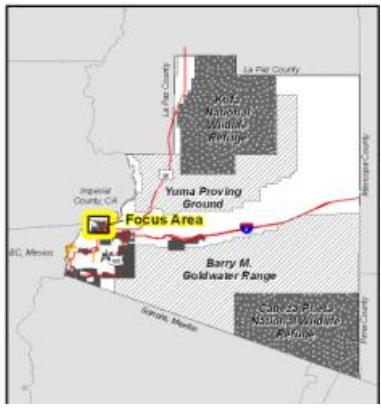 La Paz County
La Paz County
Kofa
National
Wildlife
Refuge
Maricopa County
Imperial
County, CA
Yuma Proving
Ground
Focus Area
8
BC, Mexico
Barry M.
Goldwater Range
Sonora, Mexico
Cabeza Prieta
National Wildlife
Refuge
Pima County